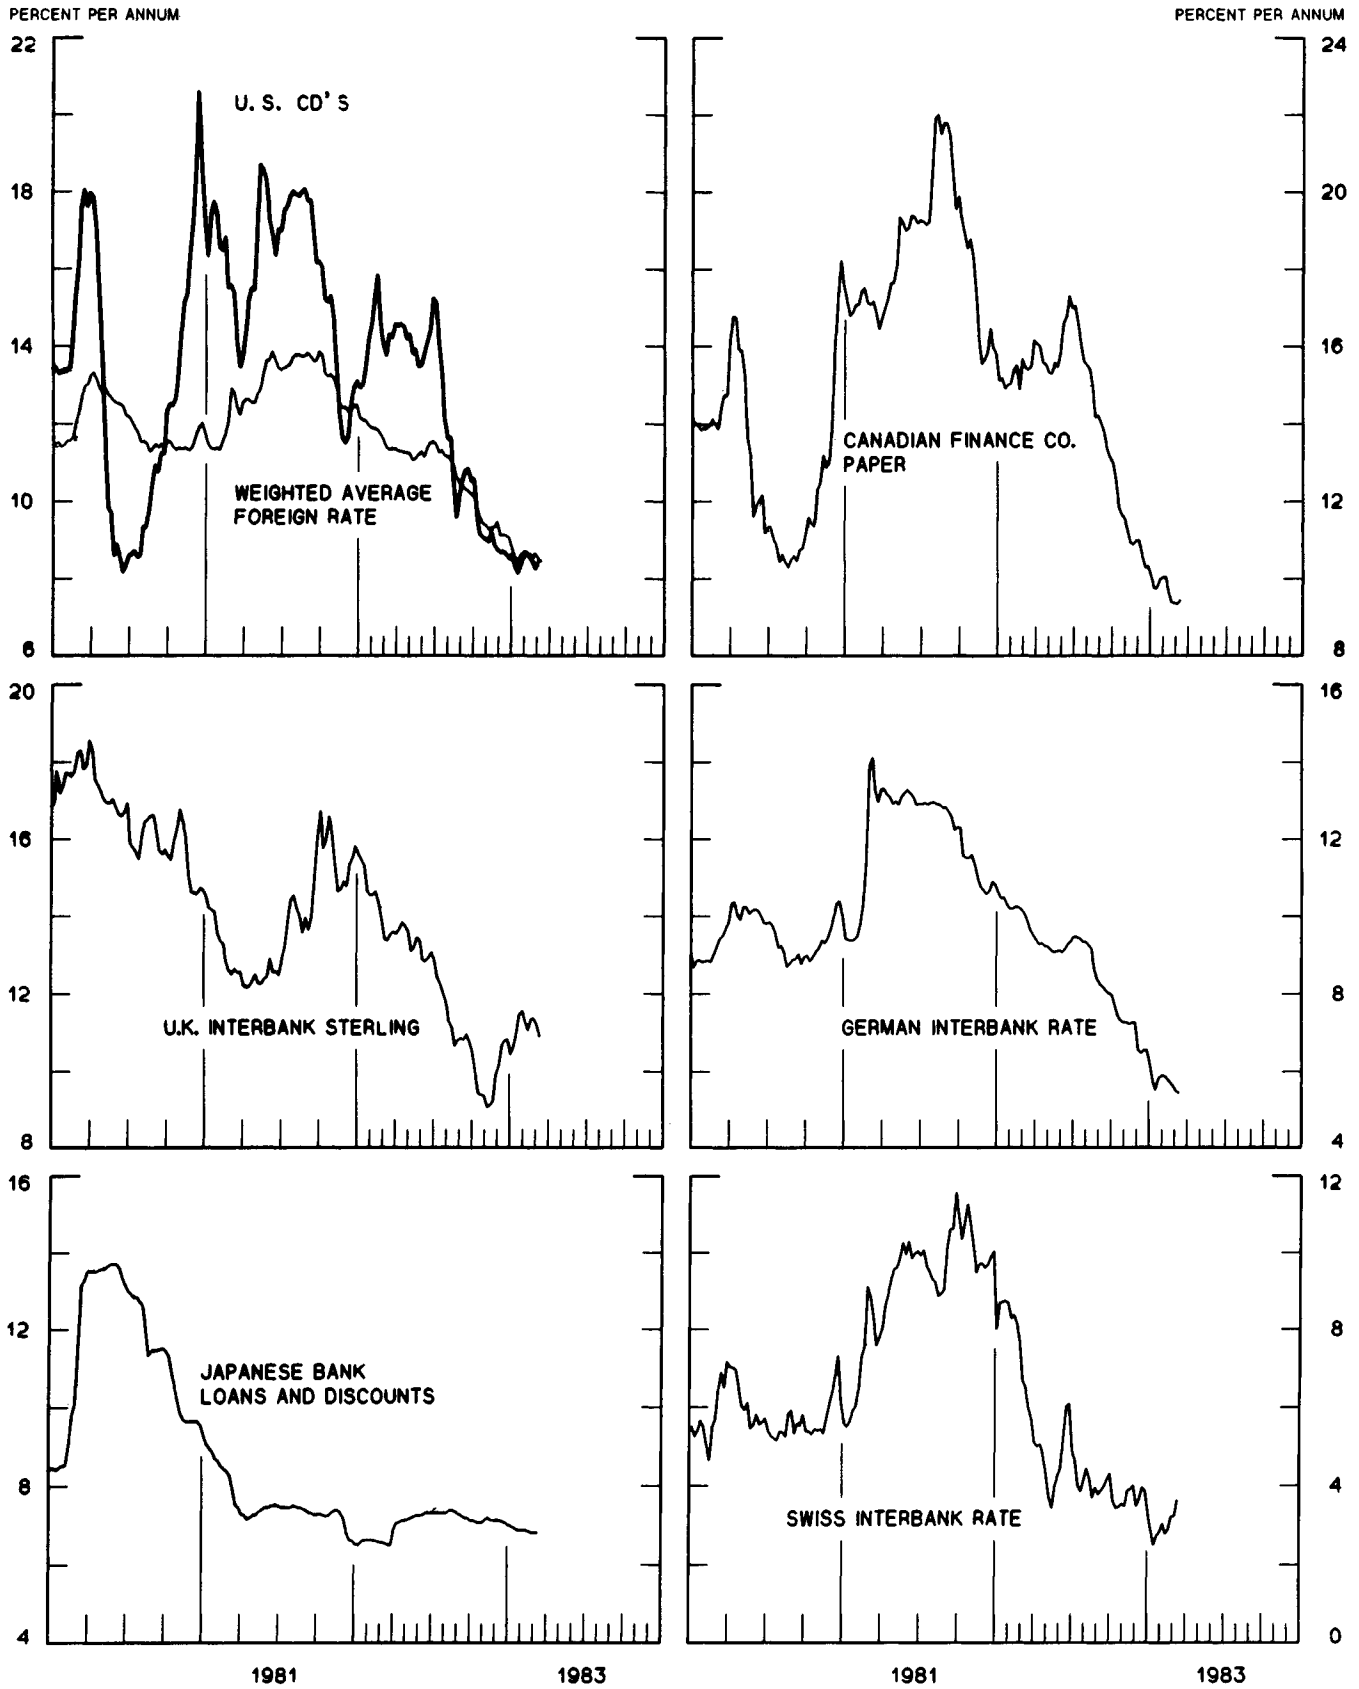 PERCENT PER ANNUM
PERCENT PER ANNUM
22
18
14
10
6
U. S. CD' S
WEIGHTED AVERAGE
FOREIGN RATE
24
20
16
12
8
CANADIAN FINANCE CO.
PAPER
20
16
12
8
U.K. INTERBANK STERLING
16
12
8
4
GERMAN INTERBANK RATE
16
12
8
4
JAPANESE BANK
LOANS AND DISCOUNTS
12
8
4
0
SWISS INTERBANK RATE
1981
1983
1981
1983